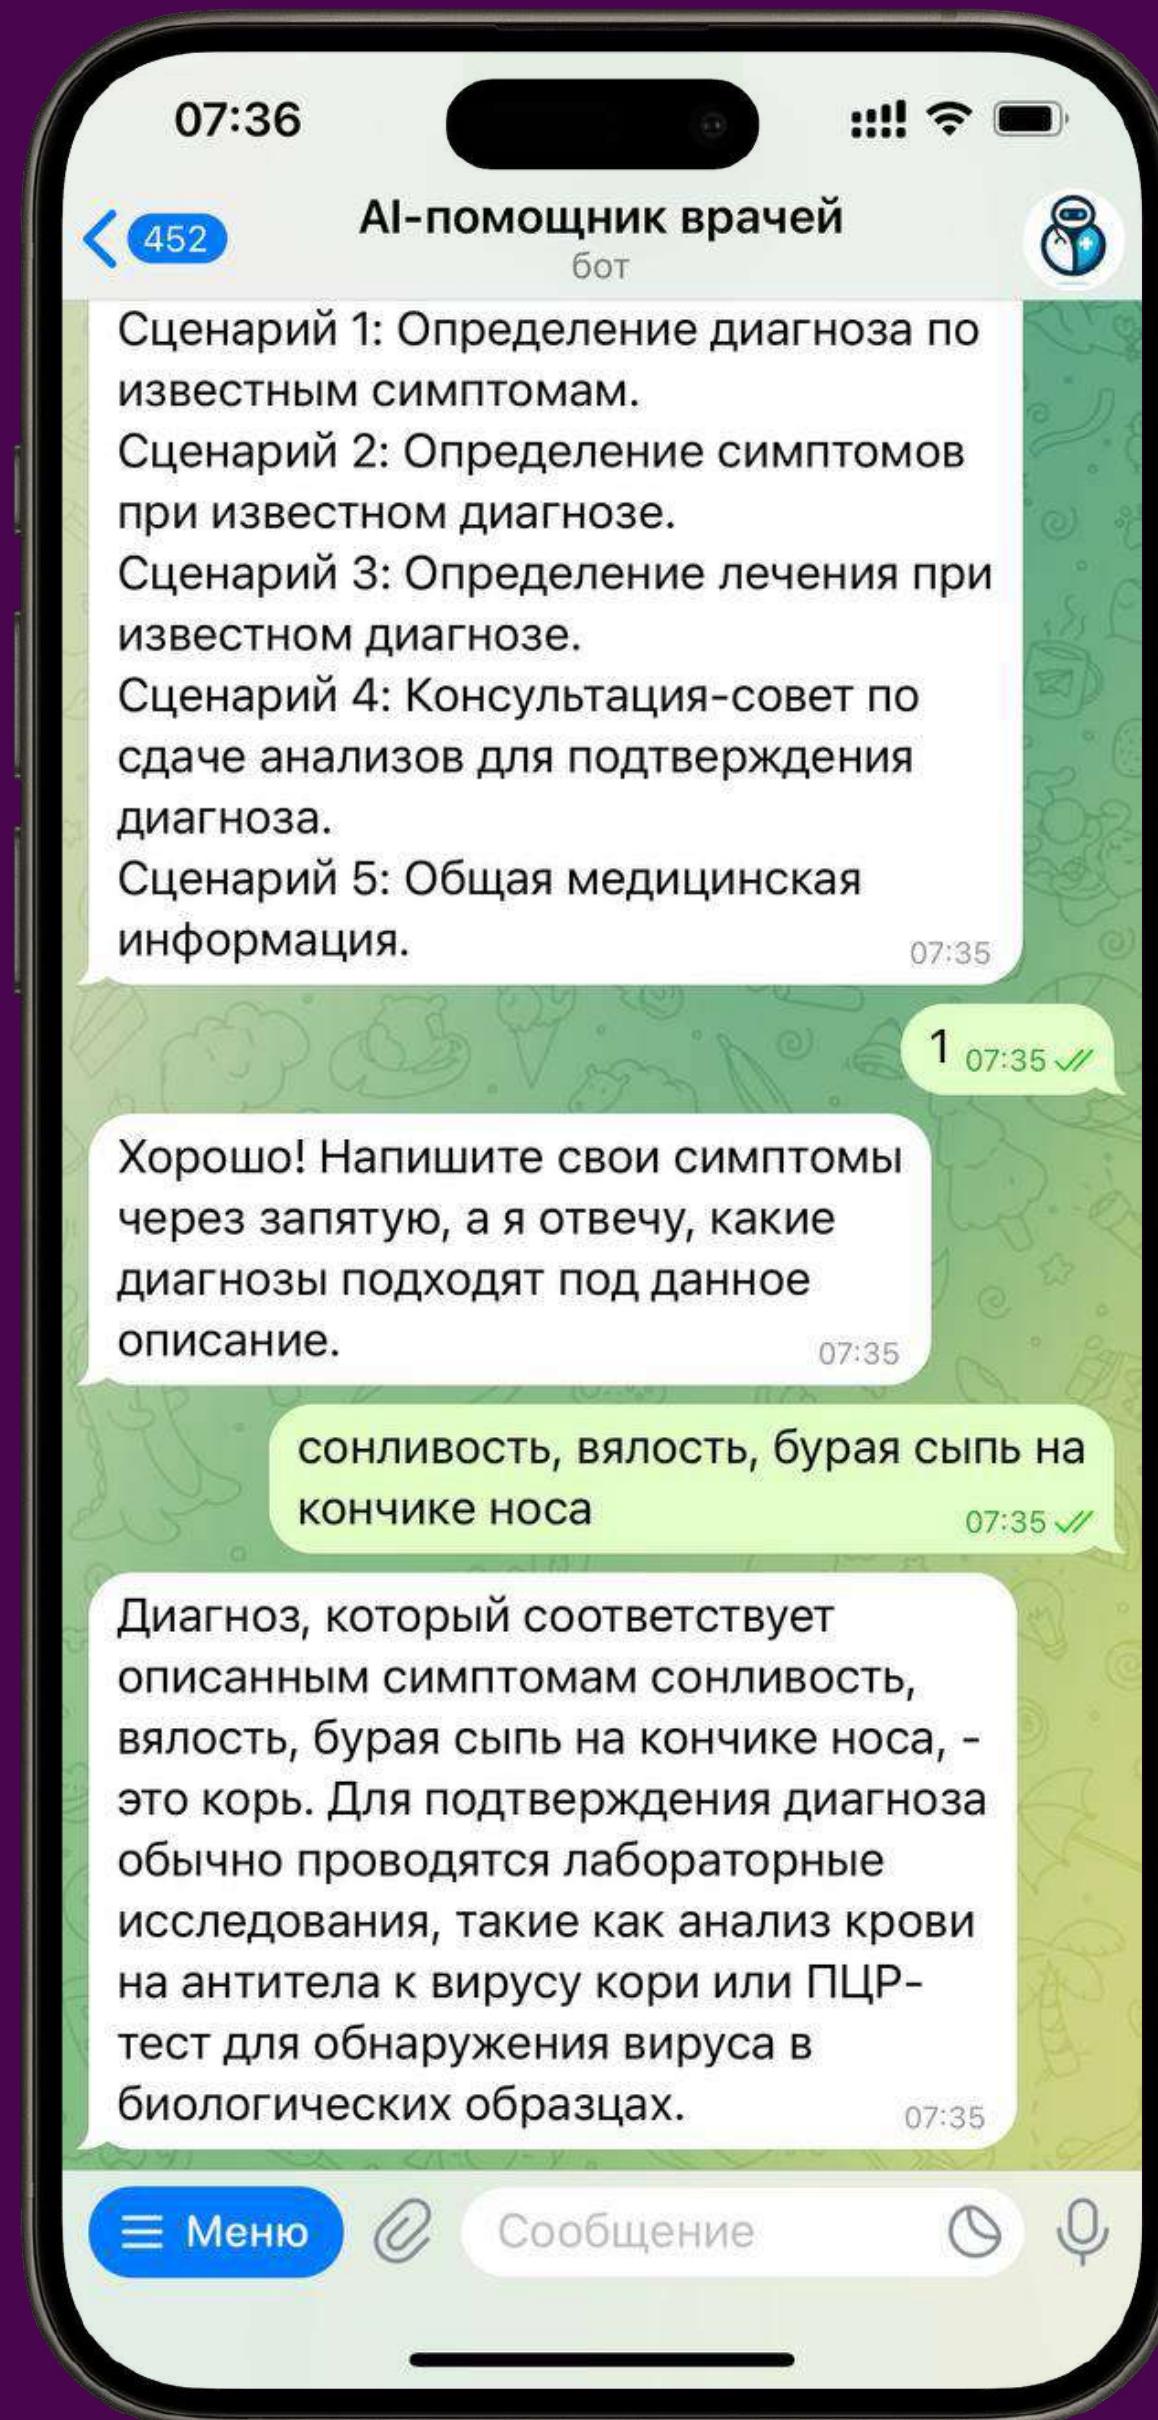 07:36
452
AI-помощник врачей
бот
Сценарий 1: Определение диагноза по
известным симптомам.
Сценарий 2: Определение симптомов
при известном диагнозе.
Сценарий 3: Определение лечения при
известном диагнозе.
Сценарий 4: Консультация-совет по
сдаче анализов для подтверждения
диагноза.
Сценарий 5: Общая медицинская
информация.
07:35
1 07:35
Хорошо! Напишите свои симптомы
через запятую, а я отвечу, какие
диагнозы подходят под данное
описание.
07:35
сонливость, вялость, бурая сыпь на
кончике носа
07:35
Диагноз, который соответствует
описанным симптомам сонливость,
вялость, бурая сыпь на кончике носа, -
это корь. Для подтверждения диагноза
обычно проводятся лабораторные
исследования, такие как анализ крови
на антитела к вирусу кори или ПЦР-
тест для обнаружения вируса в
биологических образцах.
07:35
Меню
Сообщение